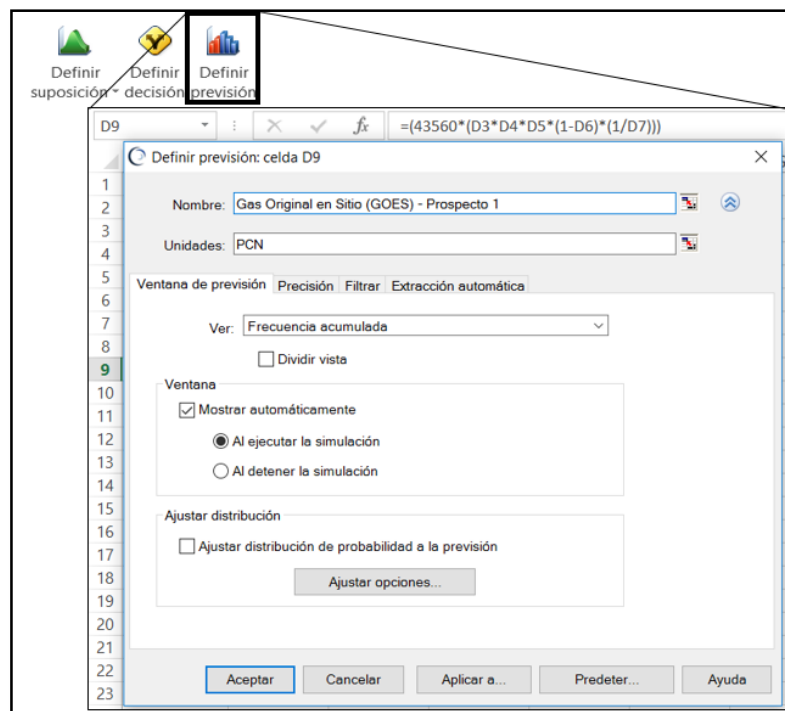 Definir suposición
Definir decisión
Definir previsión
D9
fx
=(43560*(D3*D4*D5*(1-D6)*(1/D7)))
Definir previsión: celda D9
1
2
3
4
5
6
7
8
9
10
11
12
13
14
15
16
17
18
19
20
21
22
23
Nombre: Gas Original en Sitio (GOES) - Prospecto 1
Unidades: PCN
Ventana de previsión Precisión Filtrar Extracción automática
Ver: Frecuencia acumulada
Dividir vista
Ventana
Mostrar automáticamente
Al ejecutar la simulación
Al detener la simulación
Ajustar distribución
Ajustar distribución de probabilidad a la previsión
Ajustar opciones...
Aceptar Cancelar Aplicar a... Predeter... Ayuda